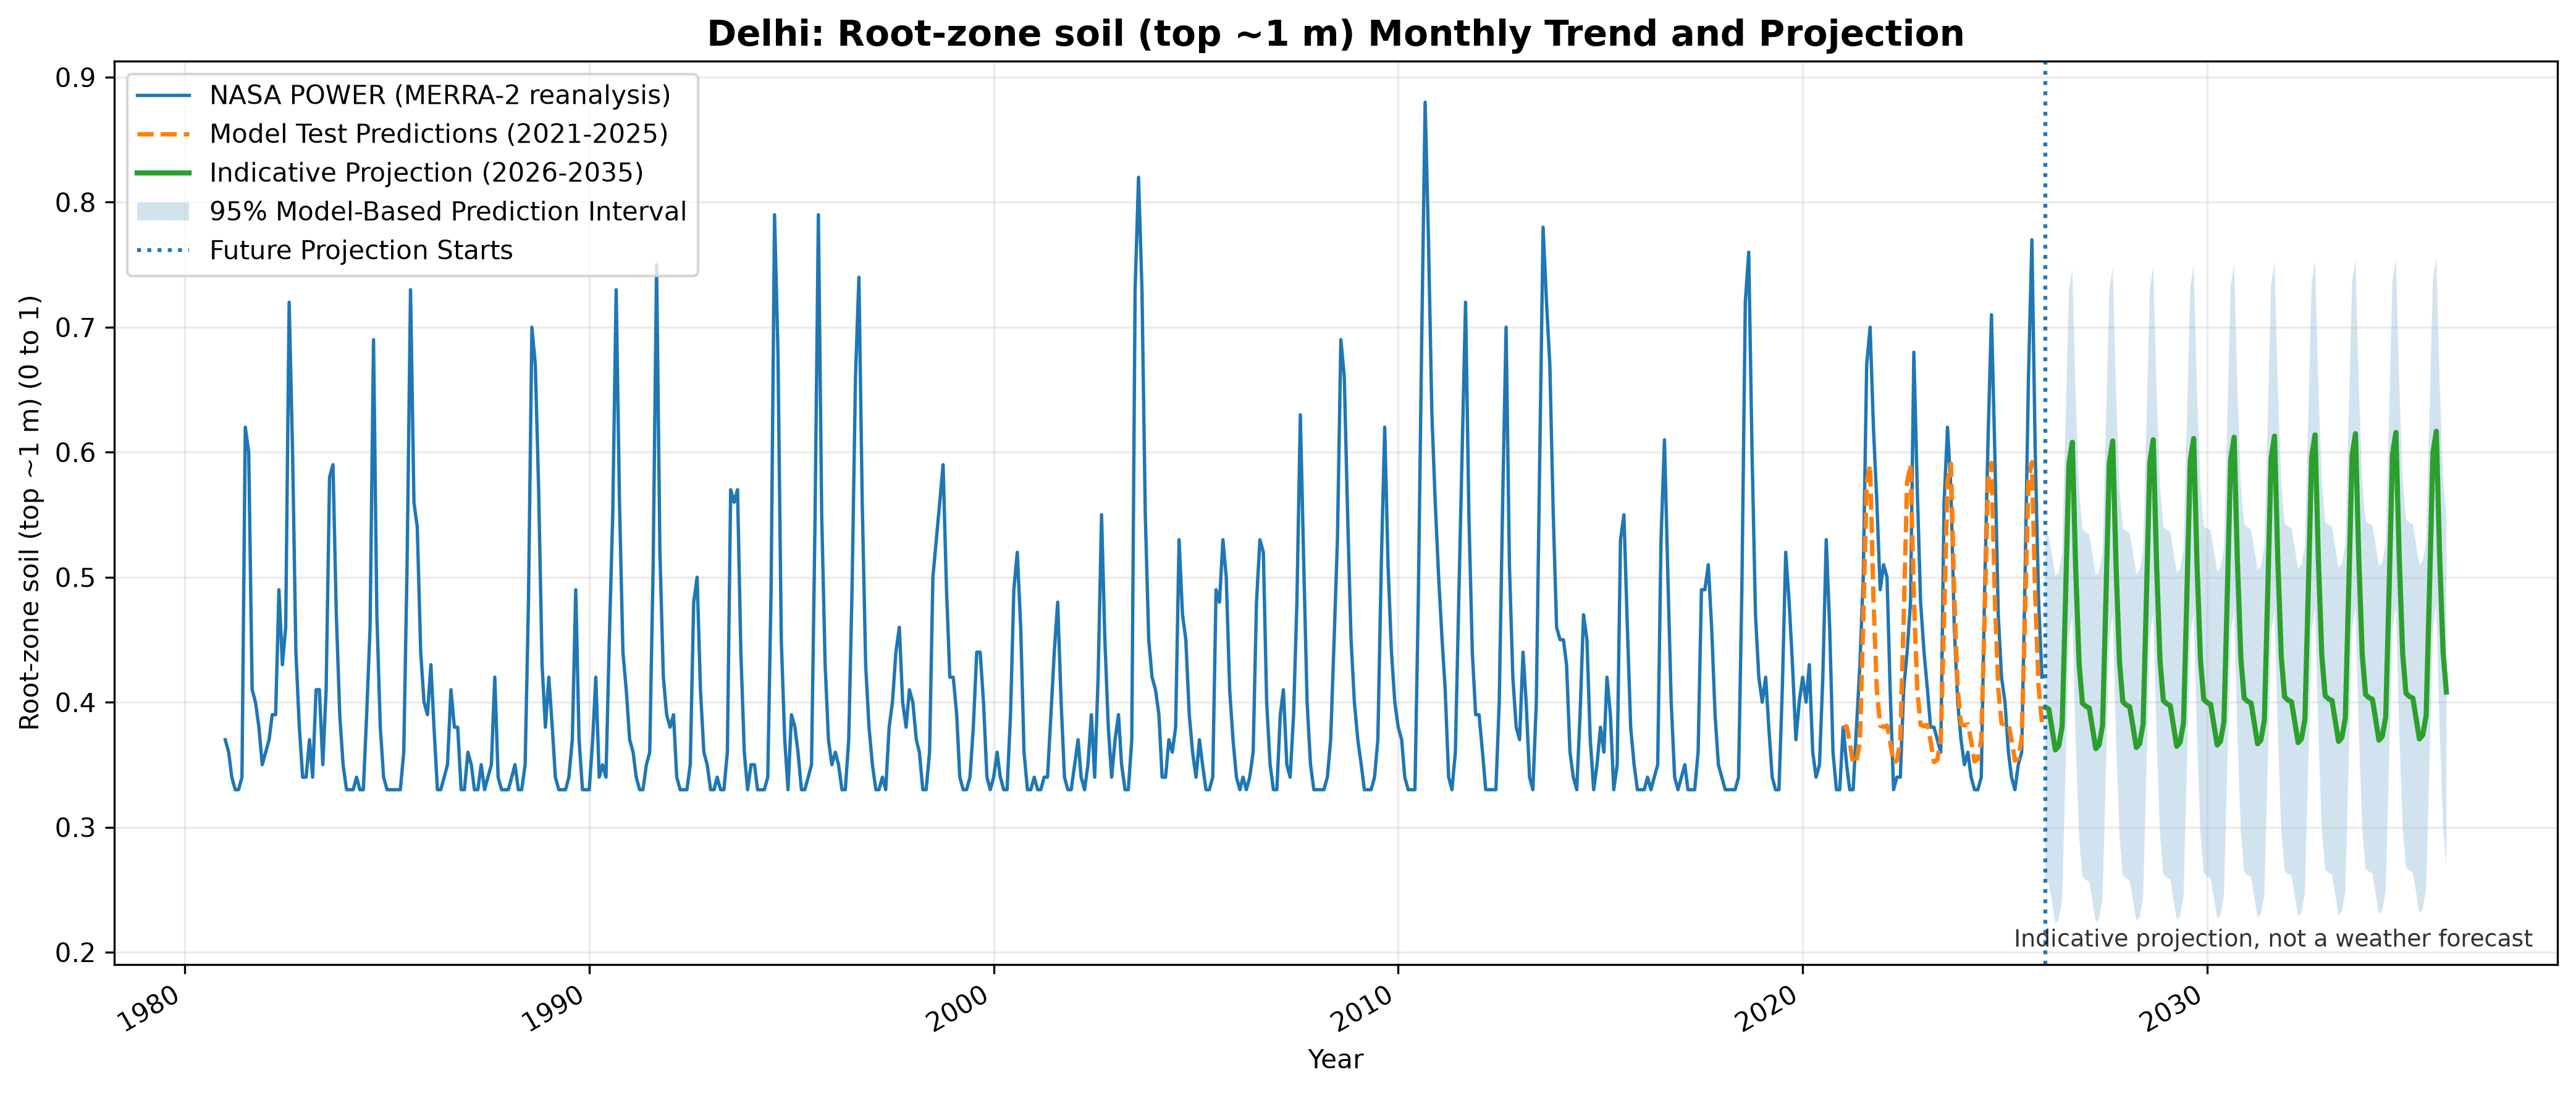 Delhi: Root-zone soil (top ~1 m) Monthly Trend and Projection
NASA POWER (MERRA-2 reanalysis)
Model Test Predictions (2021-2025)
Indicative Projection (2026-2035)
95% Model-Based Prediction Interval
Future Projection Starts
Root-zone soil (top ~1 m) (0 to 1)
0.9
0.8
0.7
0.6
0.5
0.4
0.3
0.2
Indicative projection, not a weather forecast
1980
1990
2000
2010
2020
2030
Year